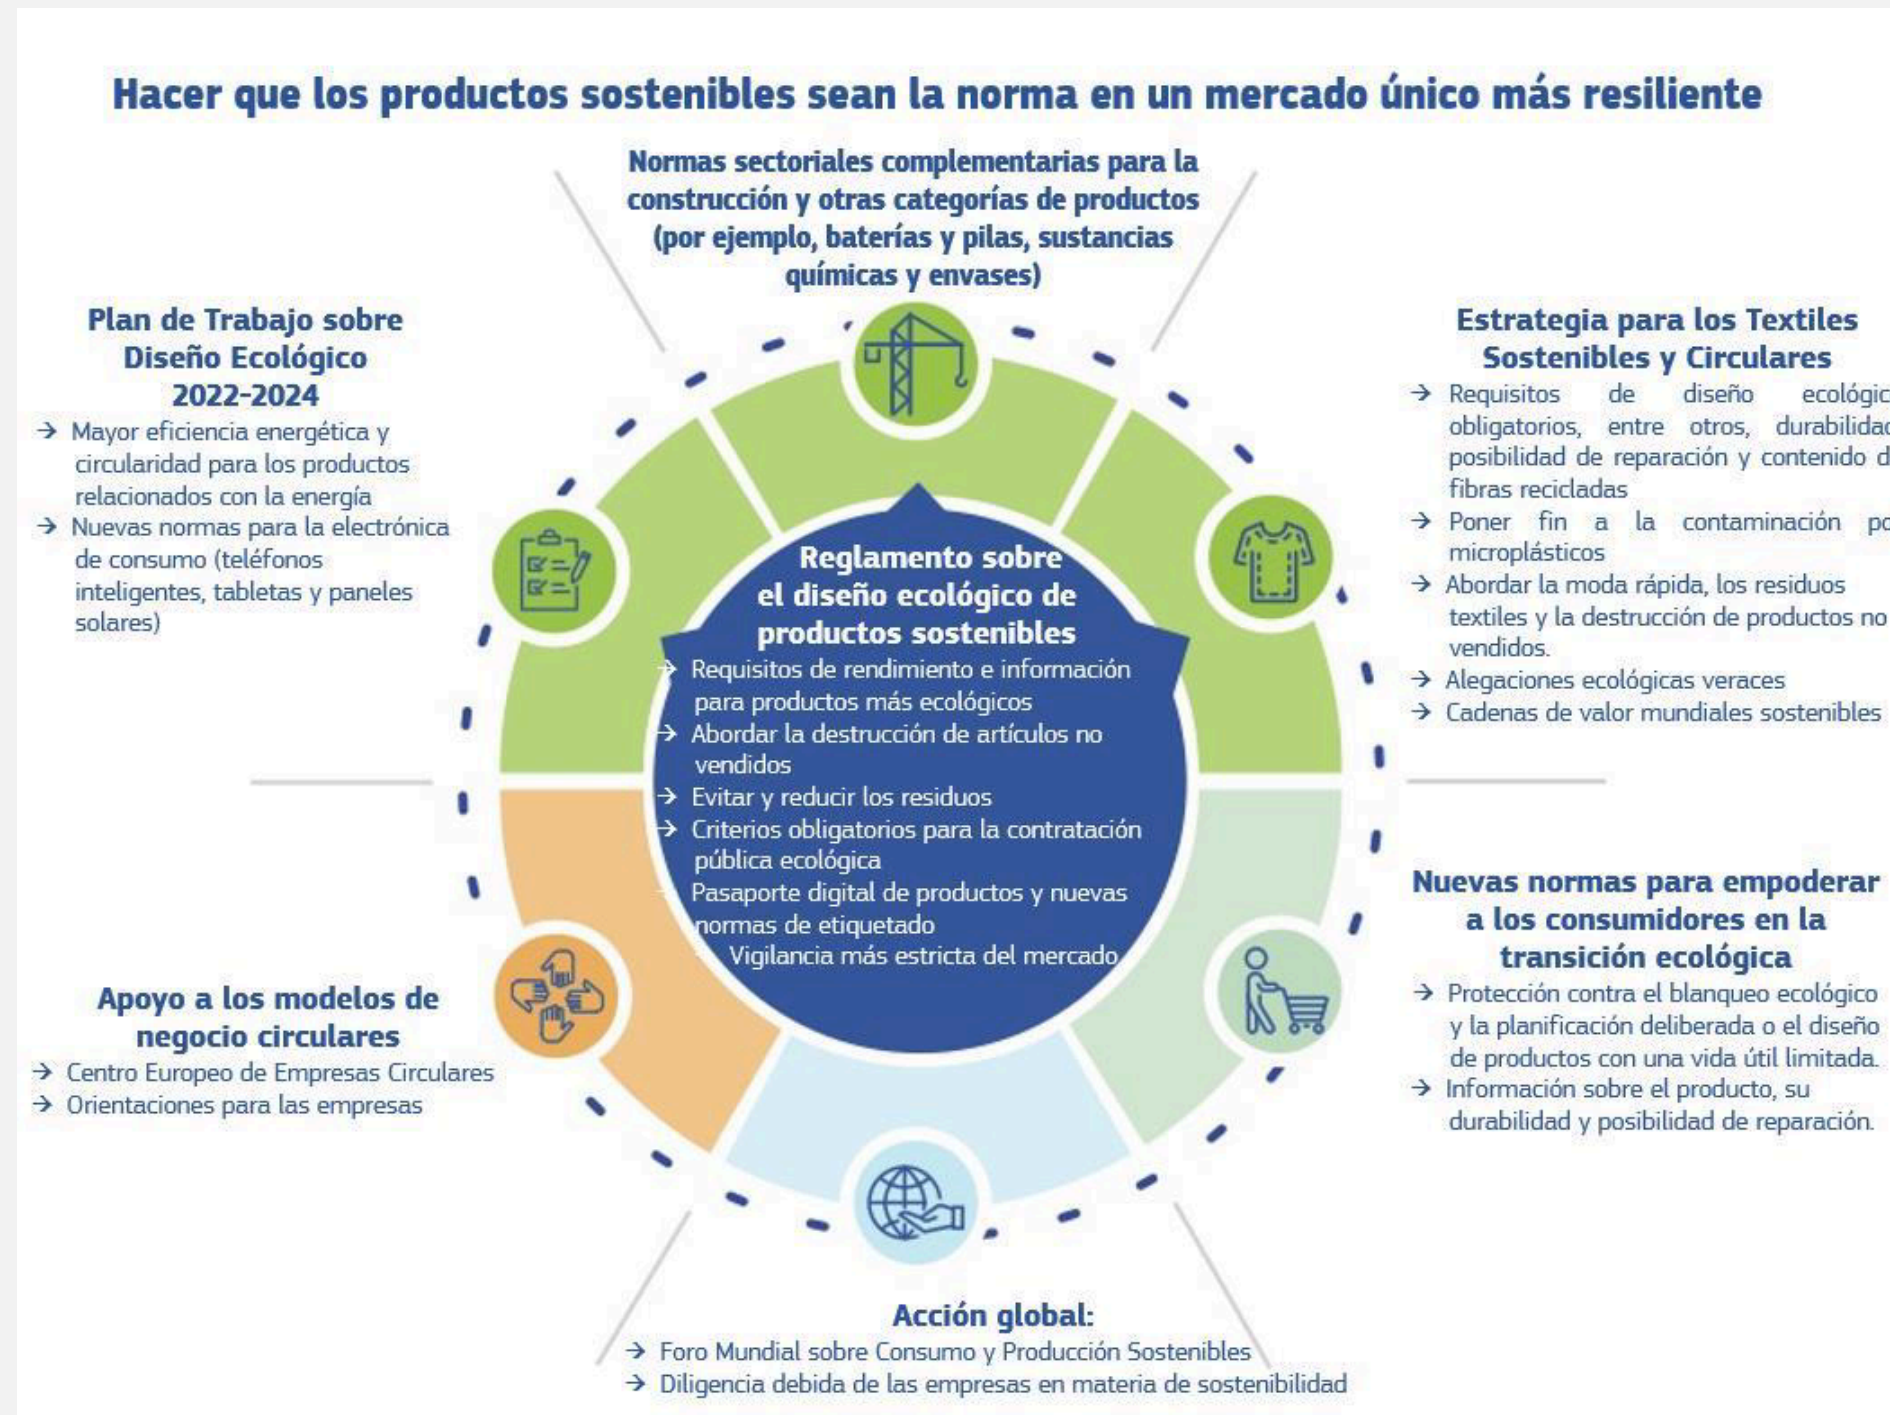 Hacer que los productos sostenibles sean la norma en un mercado único más resiliente
Normas sectoriales complementarias para la
construcción y otras categorías de productos
(por ejemplo, baterías y pilas, sustancias
químicas y envases)
Plan de Trabajo sobre
Diseño Ecológico
2022-2024
→ Mayor eficiencia energética y
circularidad para los productos
relacionados con la energía
→ Nuevas normas para la electrónica
de consumo (teléfonos
inteligentes, tabletas y paneles
solares)
Estrategia para los Textiles
Sostenibles y Circulares
→ Requisitos de diseño
obligatorios, entre otros,
posibilidad de reparación y contenido
fibras recicladas
→ Poner fin a la contaminación
microplásticos
→ Abordar la moda rápida, los residuos
textiles y la destrucción de productos no
vendidos.
→ Alegaciones ecológicas veraces
→ Cadenas de valor mundiales sostenibles
Reglamento sobre
el diseño ecológico de
productos sostenibles
→ Requisitos de rendimiento e información
para productos más ecológicos
→ Abordar la destrucción de artículos no
vendidos
→ Evitar y reducir los residuos
→ Criterios obligatorios para la contratación
pública ecológica
→ Pasaporte digital de productos y nuevas
normas de etiquetado
Vigilancia más estricta del mercado
Nuevas normas para empoderar
a los consumidores en la
transición ecológica
→ Protección contra el blanqueo ecológico
y la planificación deliberada o el diseño
de productos con una vida útil limitada.
→ Información sobre el producto, su
durabilidad y posibilidad de reparación.
Apoyo a los modelos de
negocio circulares
→ Centro Europeo de Empresas Circulares
→ Orientaciones para las empresas
Acción global:
→ Foro Mundial sobre Consumo y Producción Sostenibles
→ Diligencia debida de las empresas en materia de sostenibilidad